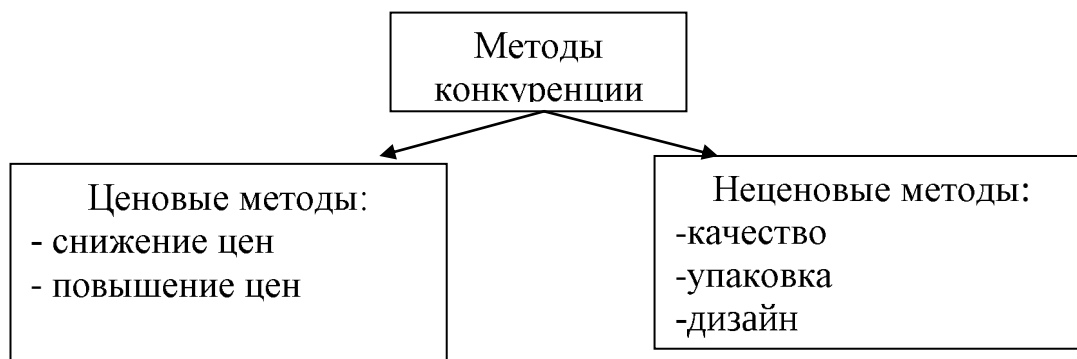 Методы
конкуренции
Ценовые методы:
- снижение цен
- повышение цен
Неценовые методы:
-качество
-упаковка
-дизайн